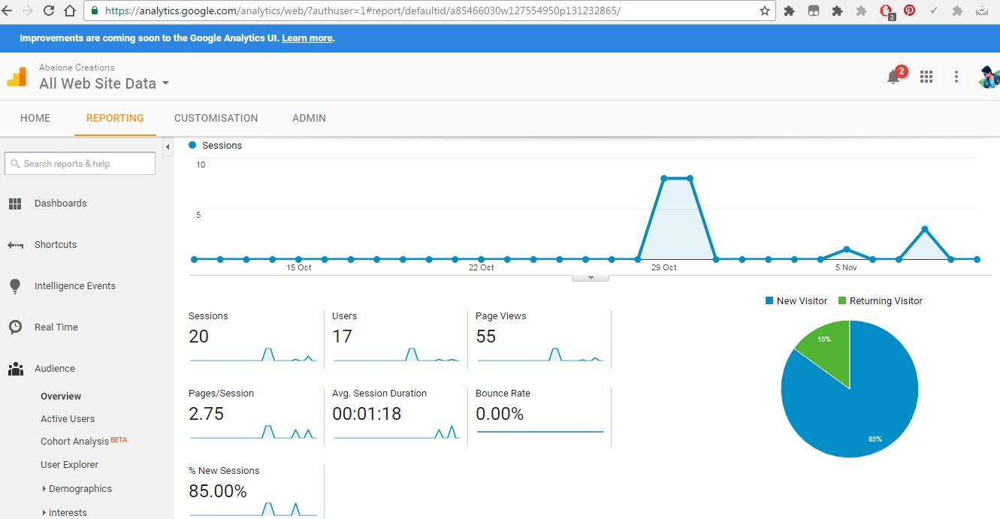 https://analytics.google.com/analytics/web/?authuser=1#report/defaultid/a85466030w127554950p131232865/
2
Improvements are coming soon to the Google Analytics UI. Learn more.
Abalone Creations
All Web Site Data
2
HOME REPORTING CUSTOMISATION ADMIN
Search reports & help
Dashboards
Shortcuts
Intelligence Events
Real Time
Audience
Overview
Active Users
Cohort Analysis BETA
User Explorer
Demographics
Interests
Sessions
10
5
15 Oct 22 Oct 29 Oct 5 Nov
Sessions
20
Users
17
Page Views
55
Pages/Session
2.75
Avg. Session Duration
00:01:18
Bounce Rate
0.00%
% New Sessions
85.00%
New Visitor Returning Visitor
15%
85%